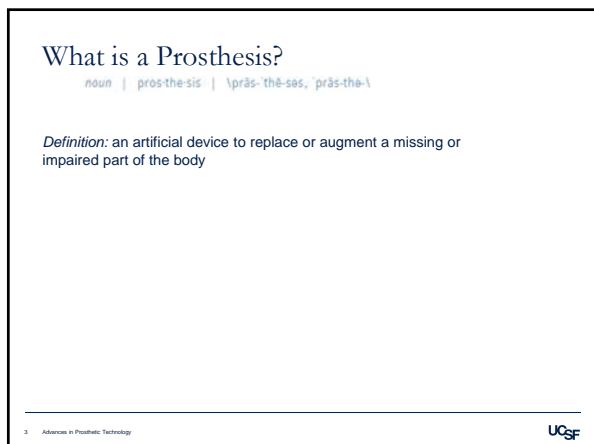 What is a Prosthesis?
noun | pros·the·sis | \präs-ˈthē-səs, ˈpräs-thə-\
Definition: an artificial device to replace or augment a missing or
impaired part of the body
3 Advances in Prosthetic Technology
UCSF